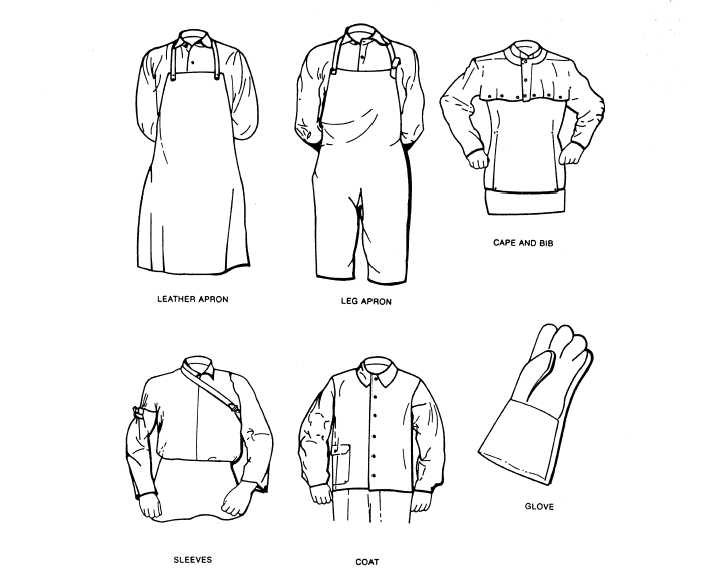 LEATHER APRON
LEG APRON
CAPE AND BIB
SLEEVES
COAT
GLOVE